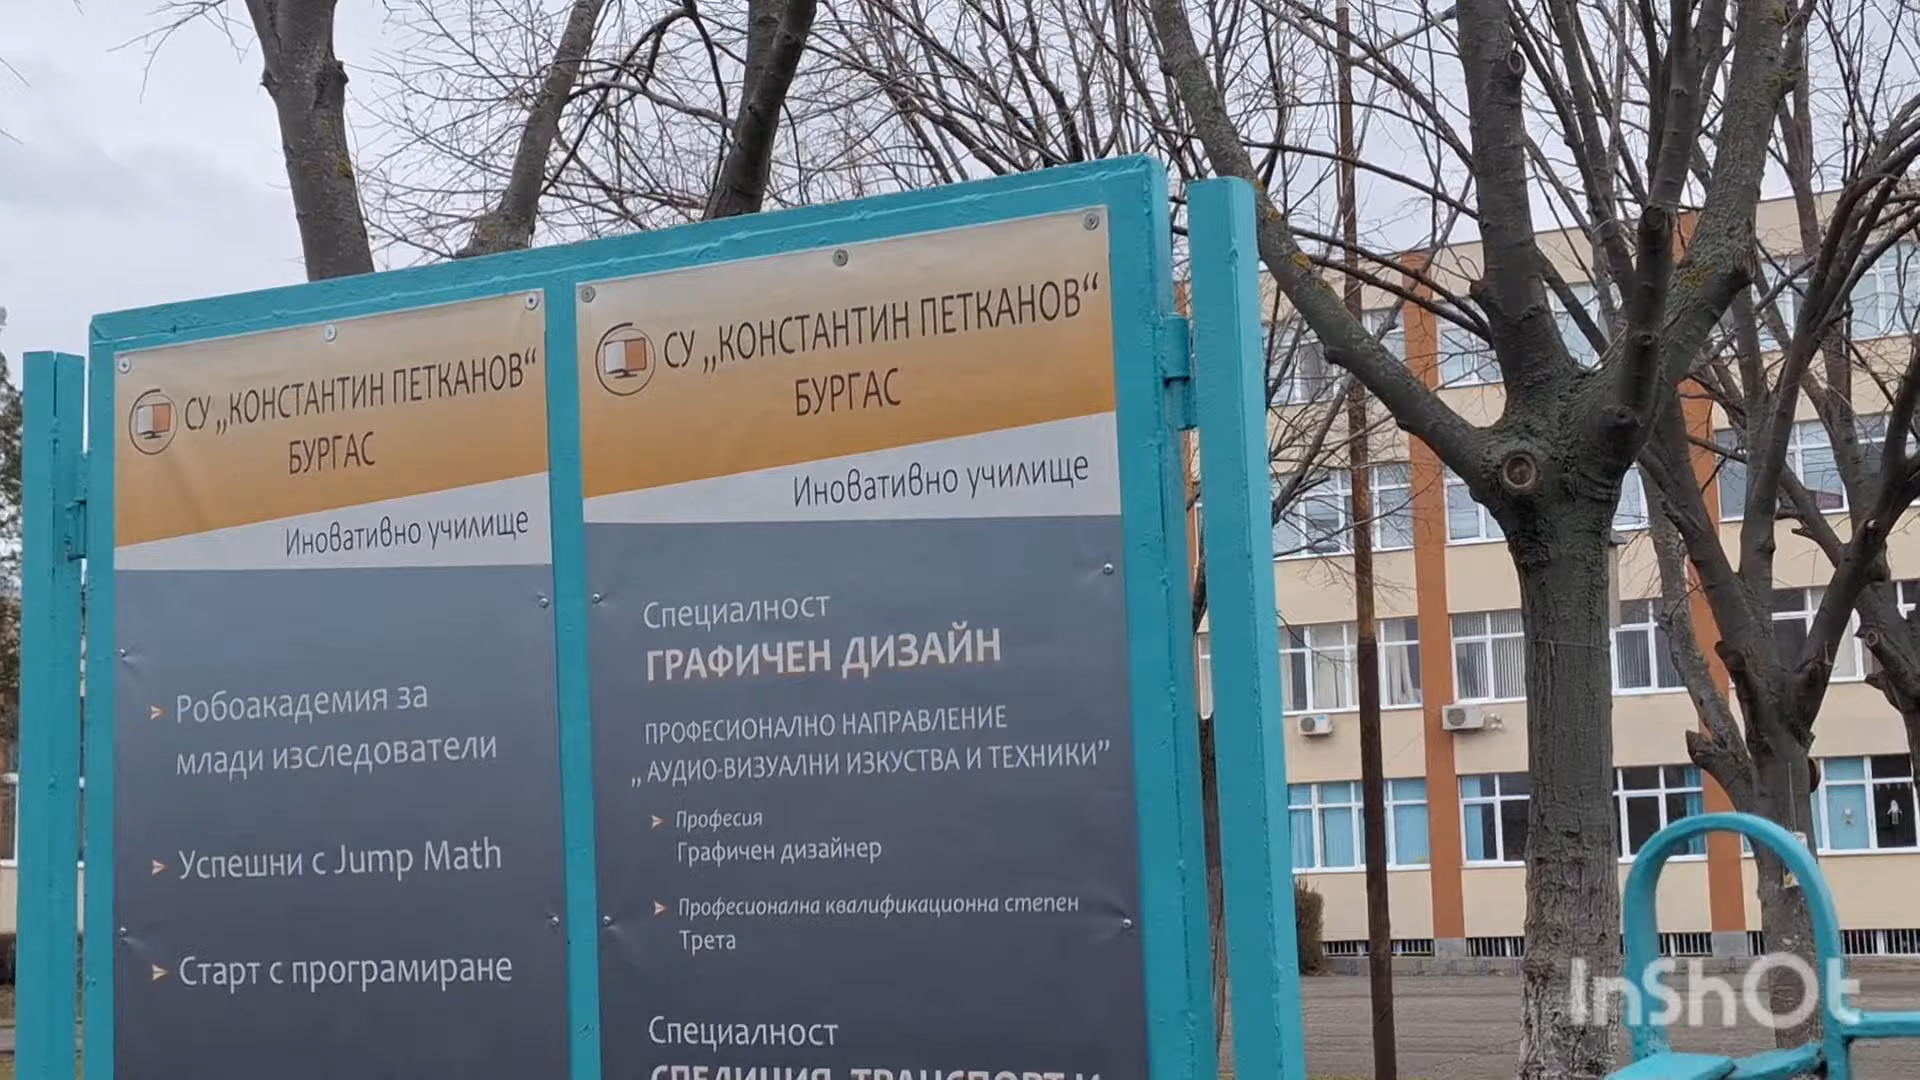 СУ „КОНСТАНТИН ПЕТКАНОВ“
БУРГАС
Иновативно училище
Робоакадемия за
млади изследователи
Успешни с Jump Math
Старт с програмиране
СУ „КОНСТАНТИН ПЕТКАНОВ“
БУРГАС
Иновативно училище
Специалност
ГРАФИЧЕН ДИЗАЙН
ПРОФЕСИОНАЛНО НАПРАВЛЕНИЕ
„ АУДИО-ВИЗУАЛНИ ИЗКУСТВА И ТЕХНИКИ”
Професия
Графичен дизайнер
Професионална квалификационна степен
Трета
Специалност
СПЕДИЦИЯ, ТРАНСПОРТ И
InShOt